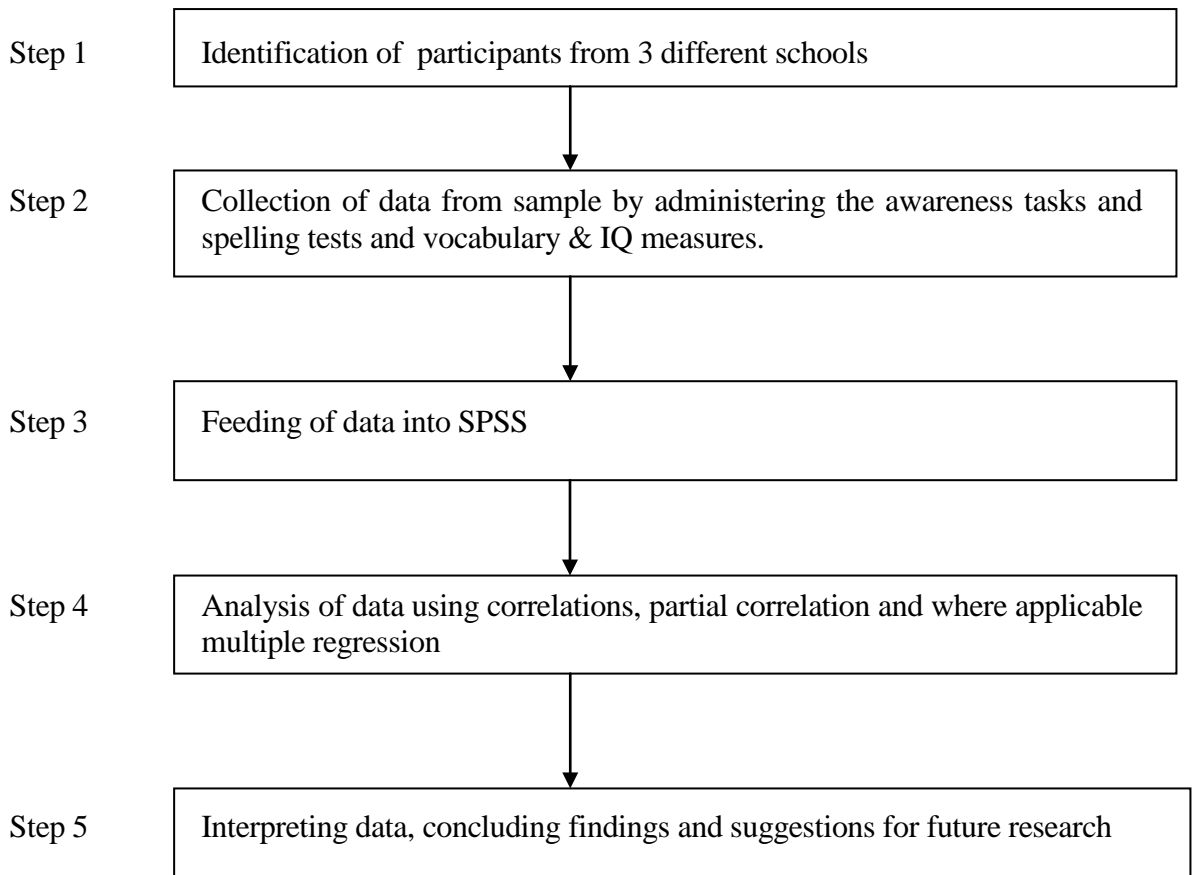 Step 1
Identification of participants from 3 different schools
Step 2
Collection of data from sample by administering the awareness tasks and
spelling tests and vocabulary & IQ measures.
Step 3
Feeding of data into SPSS
Step 4
Analysis of data using correlations, partial correlation and where applicable
multiple regression
Step 5
Interpreting data, concluding findings and suggestions for future research